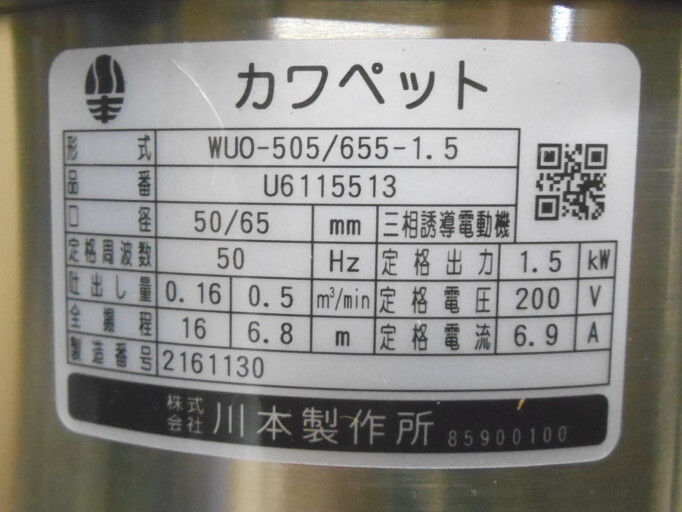 カワペット
形式 WUO-505/655-1.5
品番 U6115513
口径 50/65 mm 三相誘導電動機
定格周波数 50 Hz 定格出力 1.5 kW
吐出し量 0.16 0.5 m³/min 定格電圧 200 V
全揚程 16 6.8 m 定格電流 6.9 A
製造番号 2161130
株式会社 川本製作所 85900100